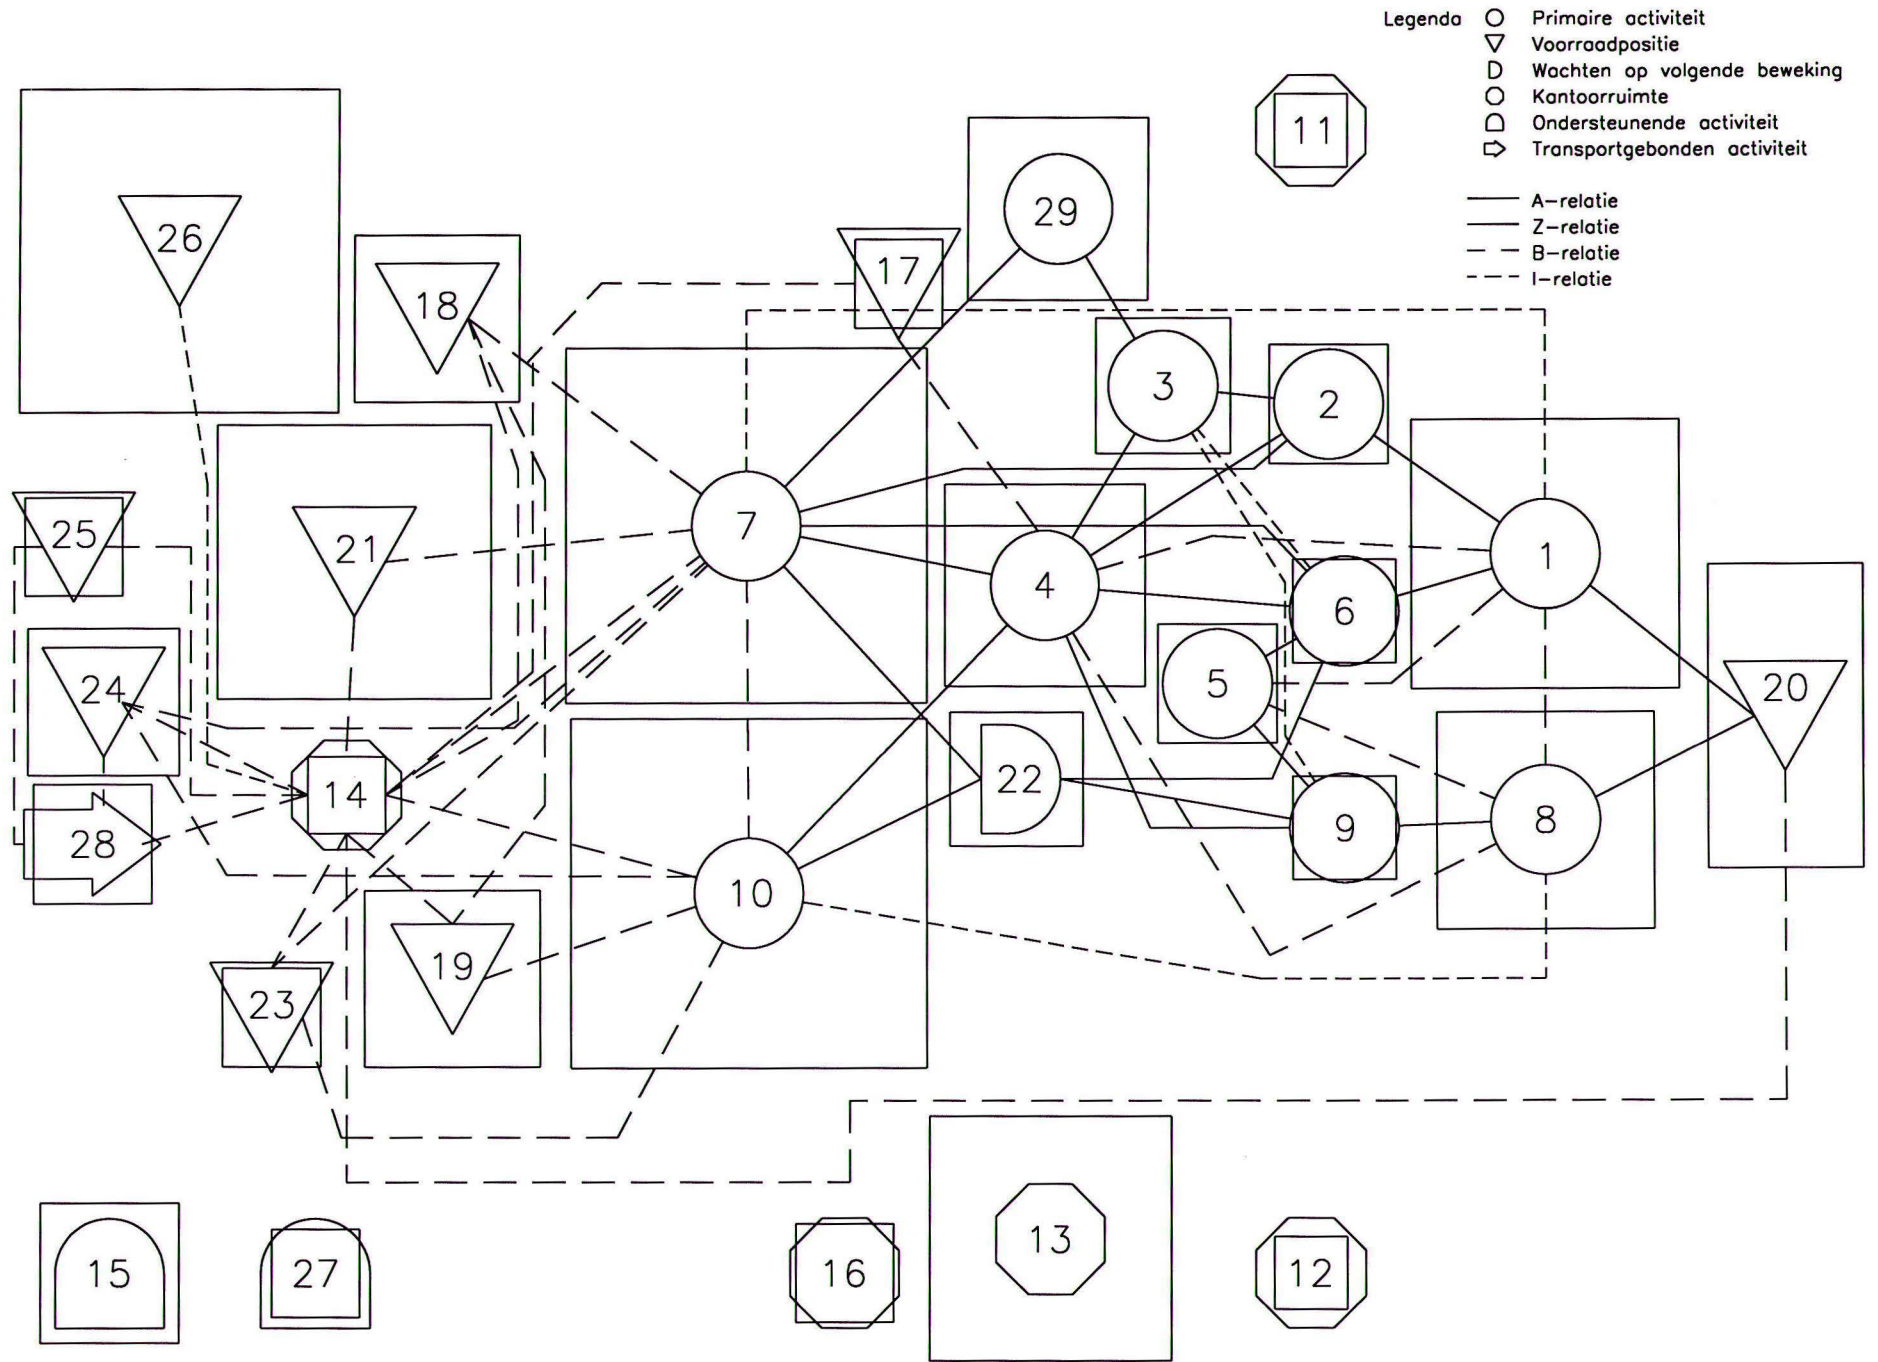 Legenda Primaire activiteit
Voorraadpositie
Wachten op volgende beweking
Kantoorruimte
Ondersteunende activiteit
Transportgebonden activiteit
A-relatie
Z-relatie
B-relatie
I-relatie
11
29
26
17
18
3
2
25
21
7
4
1
6
5
24
20
14
22
28
9
8
10
19
23
15
27
16
13
12